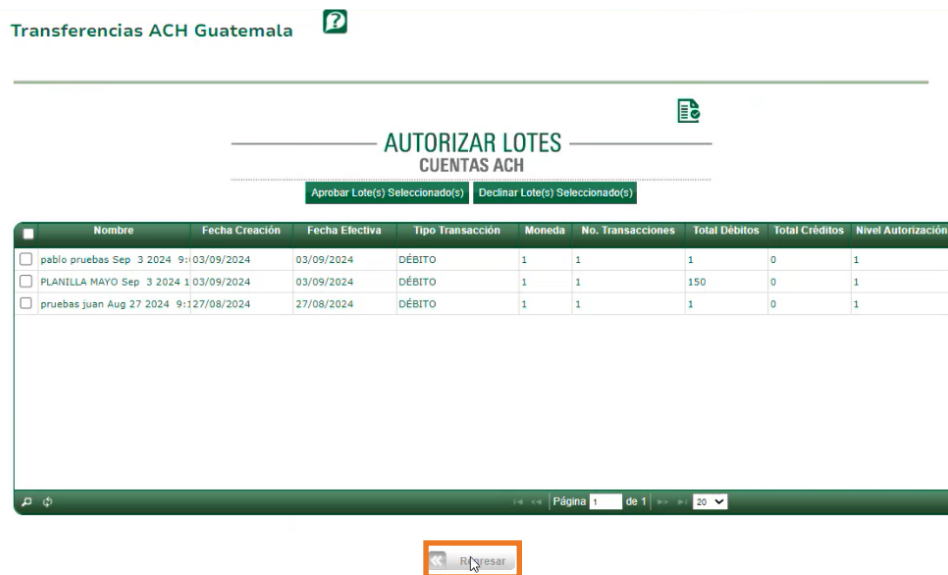 Transferencias ACH Guatemala
AUTORIZAR LOTES
CUENTAS ACH
Aprobar Lote(s) Seleccionado(s) Declinar Lote(s) Seleccionado(s)
Nombre Fecha Creación Fecha Efectiva Tipo Transacción Moneda No. Transacciones Total Débitos Total Créditos Nivel Autorización
pablo pruebas Sep 3 2024 9: 03/09/2024 03/09/2024 DÉBITO 1 1 1 0 1
PLANILLA MAYO Sep 3 2024 1 03/09/2024 03/09/2024 DÉBITO 1 1 150 0 1
pruebas juan Aug 27 2024 9:1 27/08/2024 27/08/2024 DÉBITO 1 1 1 0 1
Página 1 de 1 20
Regresar